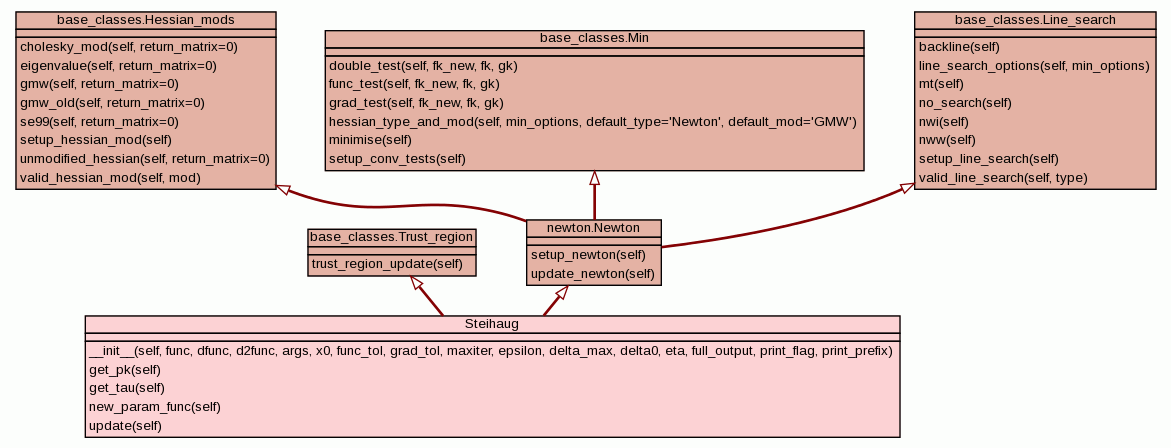 base_classes.Hessian_mods
cholesky_mod(self, return_matrix=0)
eigenvalue(self, return_matrix=0)
gmw(self, return_matrix=0)
gmw_old(self, return_matrix=0)
se99(self, return_matrix=0)
setup_hessian_mod(self)
unmodified_hessian(self, return_matrix=0)
valid_hessian_mod(self, mod)
base_classes.Min
double_test(self, fk_new, fk, gk)
func_test(self, fk_new, fk, gk)
grad_test(self, fk_new, fk, gk)
hessian_type_and_mod(self, min_options, default_type='Newton', default_mod='GMW')
minimise(self)
setup_conv_tests(self)
base_classes.Line_search
backline(self)
line_search_options(self, min_options)
mt(self)
no_search(self)
nwi(self)
nww(self)
setup_line_search(self)
valid_line_search(self, type)
base_classes.Trust_region
trust_region_update(self)
newton.Newton
setup_newton(self)
update_newton(self)
Steihaug
__init__(self, func, dfunc, d2func, args, x0, func_tol, grad_tol, maxiter, epsilon, delta_max, delta0, eta, full_output, print_flag, print_prefix)
get_pk(self)
get_tau(self)
new_param_func(self)
update(self)